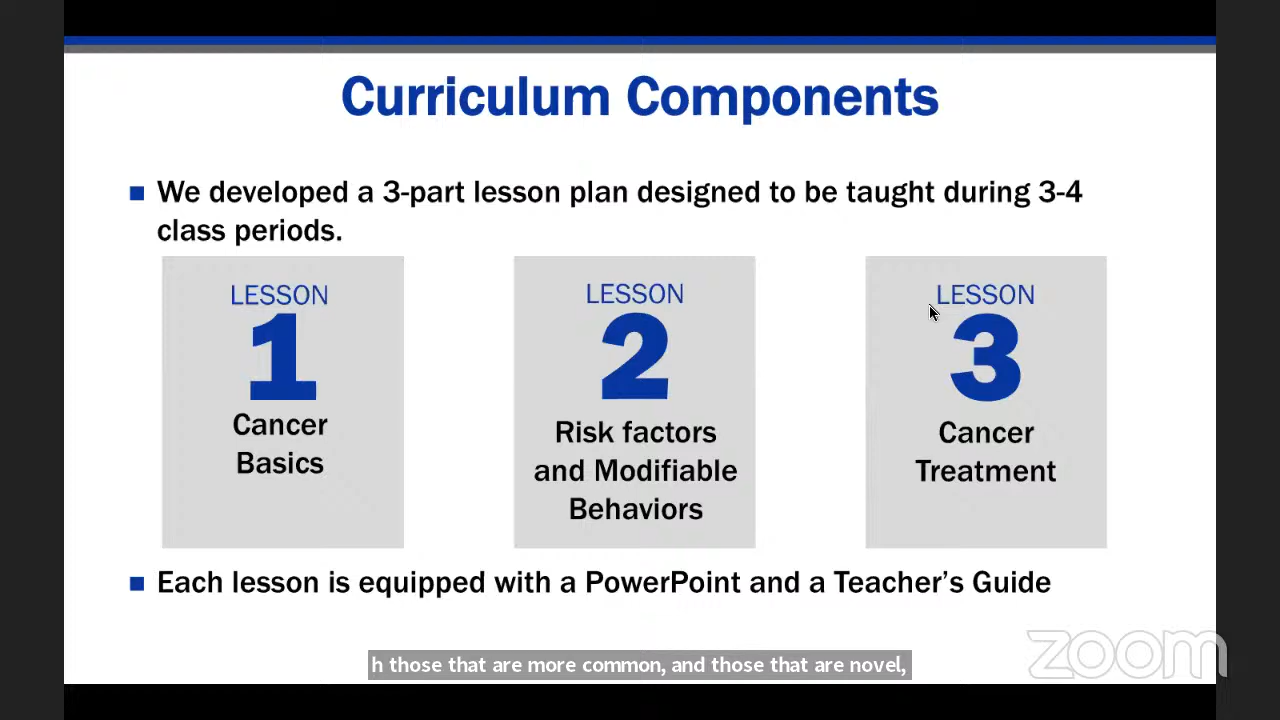 Curriculum Components
We developed a 3-part lesson plan designed to be taught during 3-4
class periods.
LESSON
1
Cancer
Basics
LESSON
2
Risk factors
and Modifiable
Behaviors
LESSON
3
Cancer
Treatment
Each lesson is equipped with a PowerPoint and a Teacher’s Guide
zoom
h those that are more common, and those that are novel,